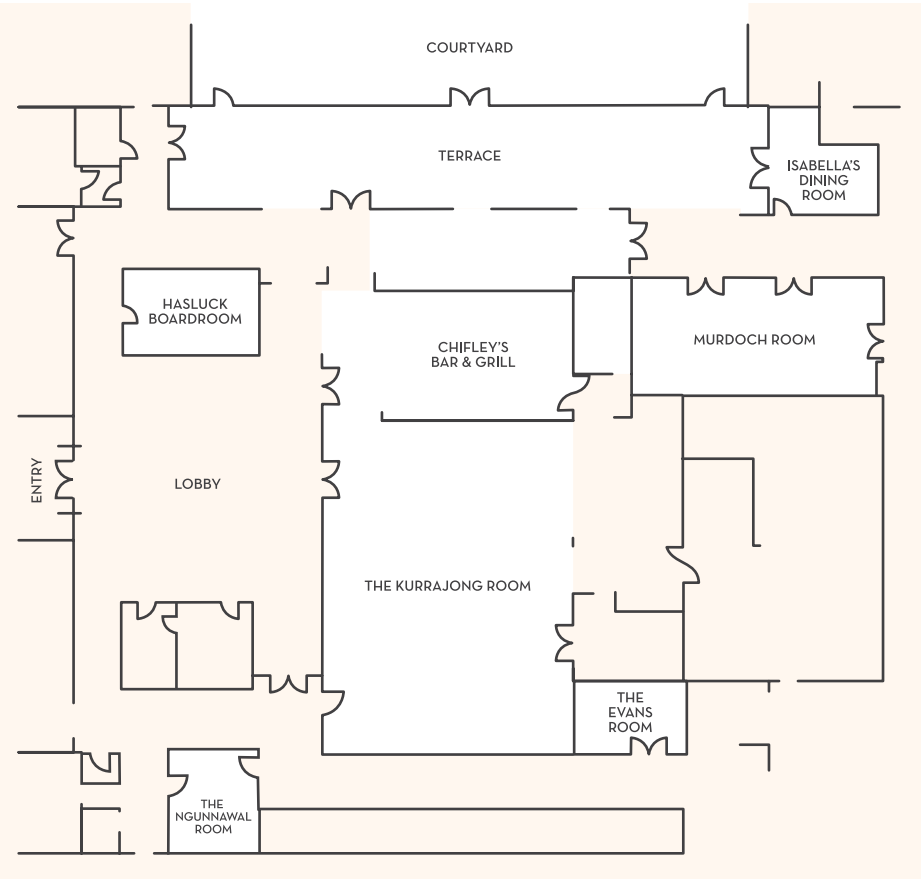 COURTYARD
TERRACE
ISABELLA'S
DINING
ROOM
HASLUCK
BOARDROOM
CHIFLEY'S
BAR & GRILL
MURDOCH ROOM
ENTRY
LOBBY
THE KURRAJONG ROOM
THE
EVANS
ROOM
THE
NGUNNAWAL
ROOM